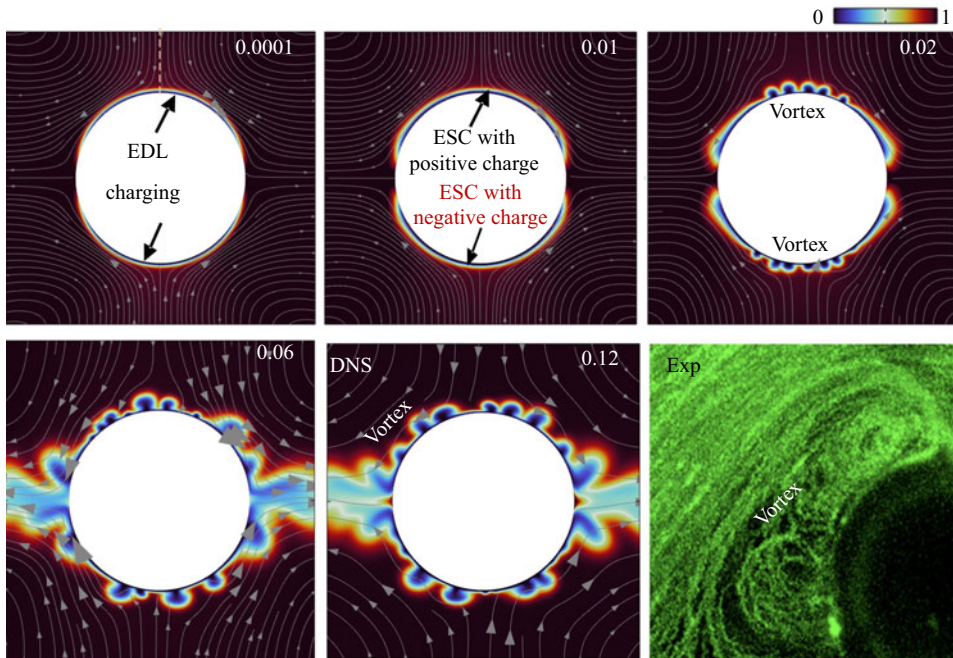 0 1
0.0001
EDL
charging
0.01
ESC with
positive charge
ESC with
negative charge
0.02
Vortex
Vortex
0.06
DNS
0.12
Vortex
Exp
Vortex